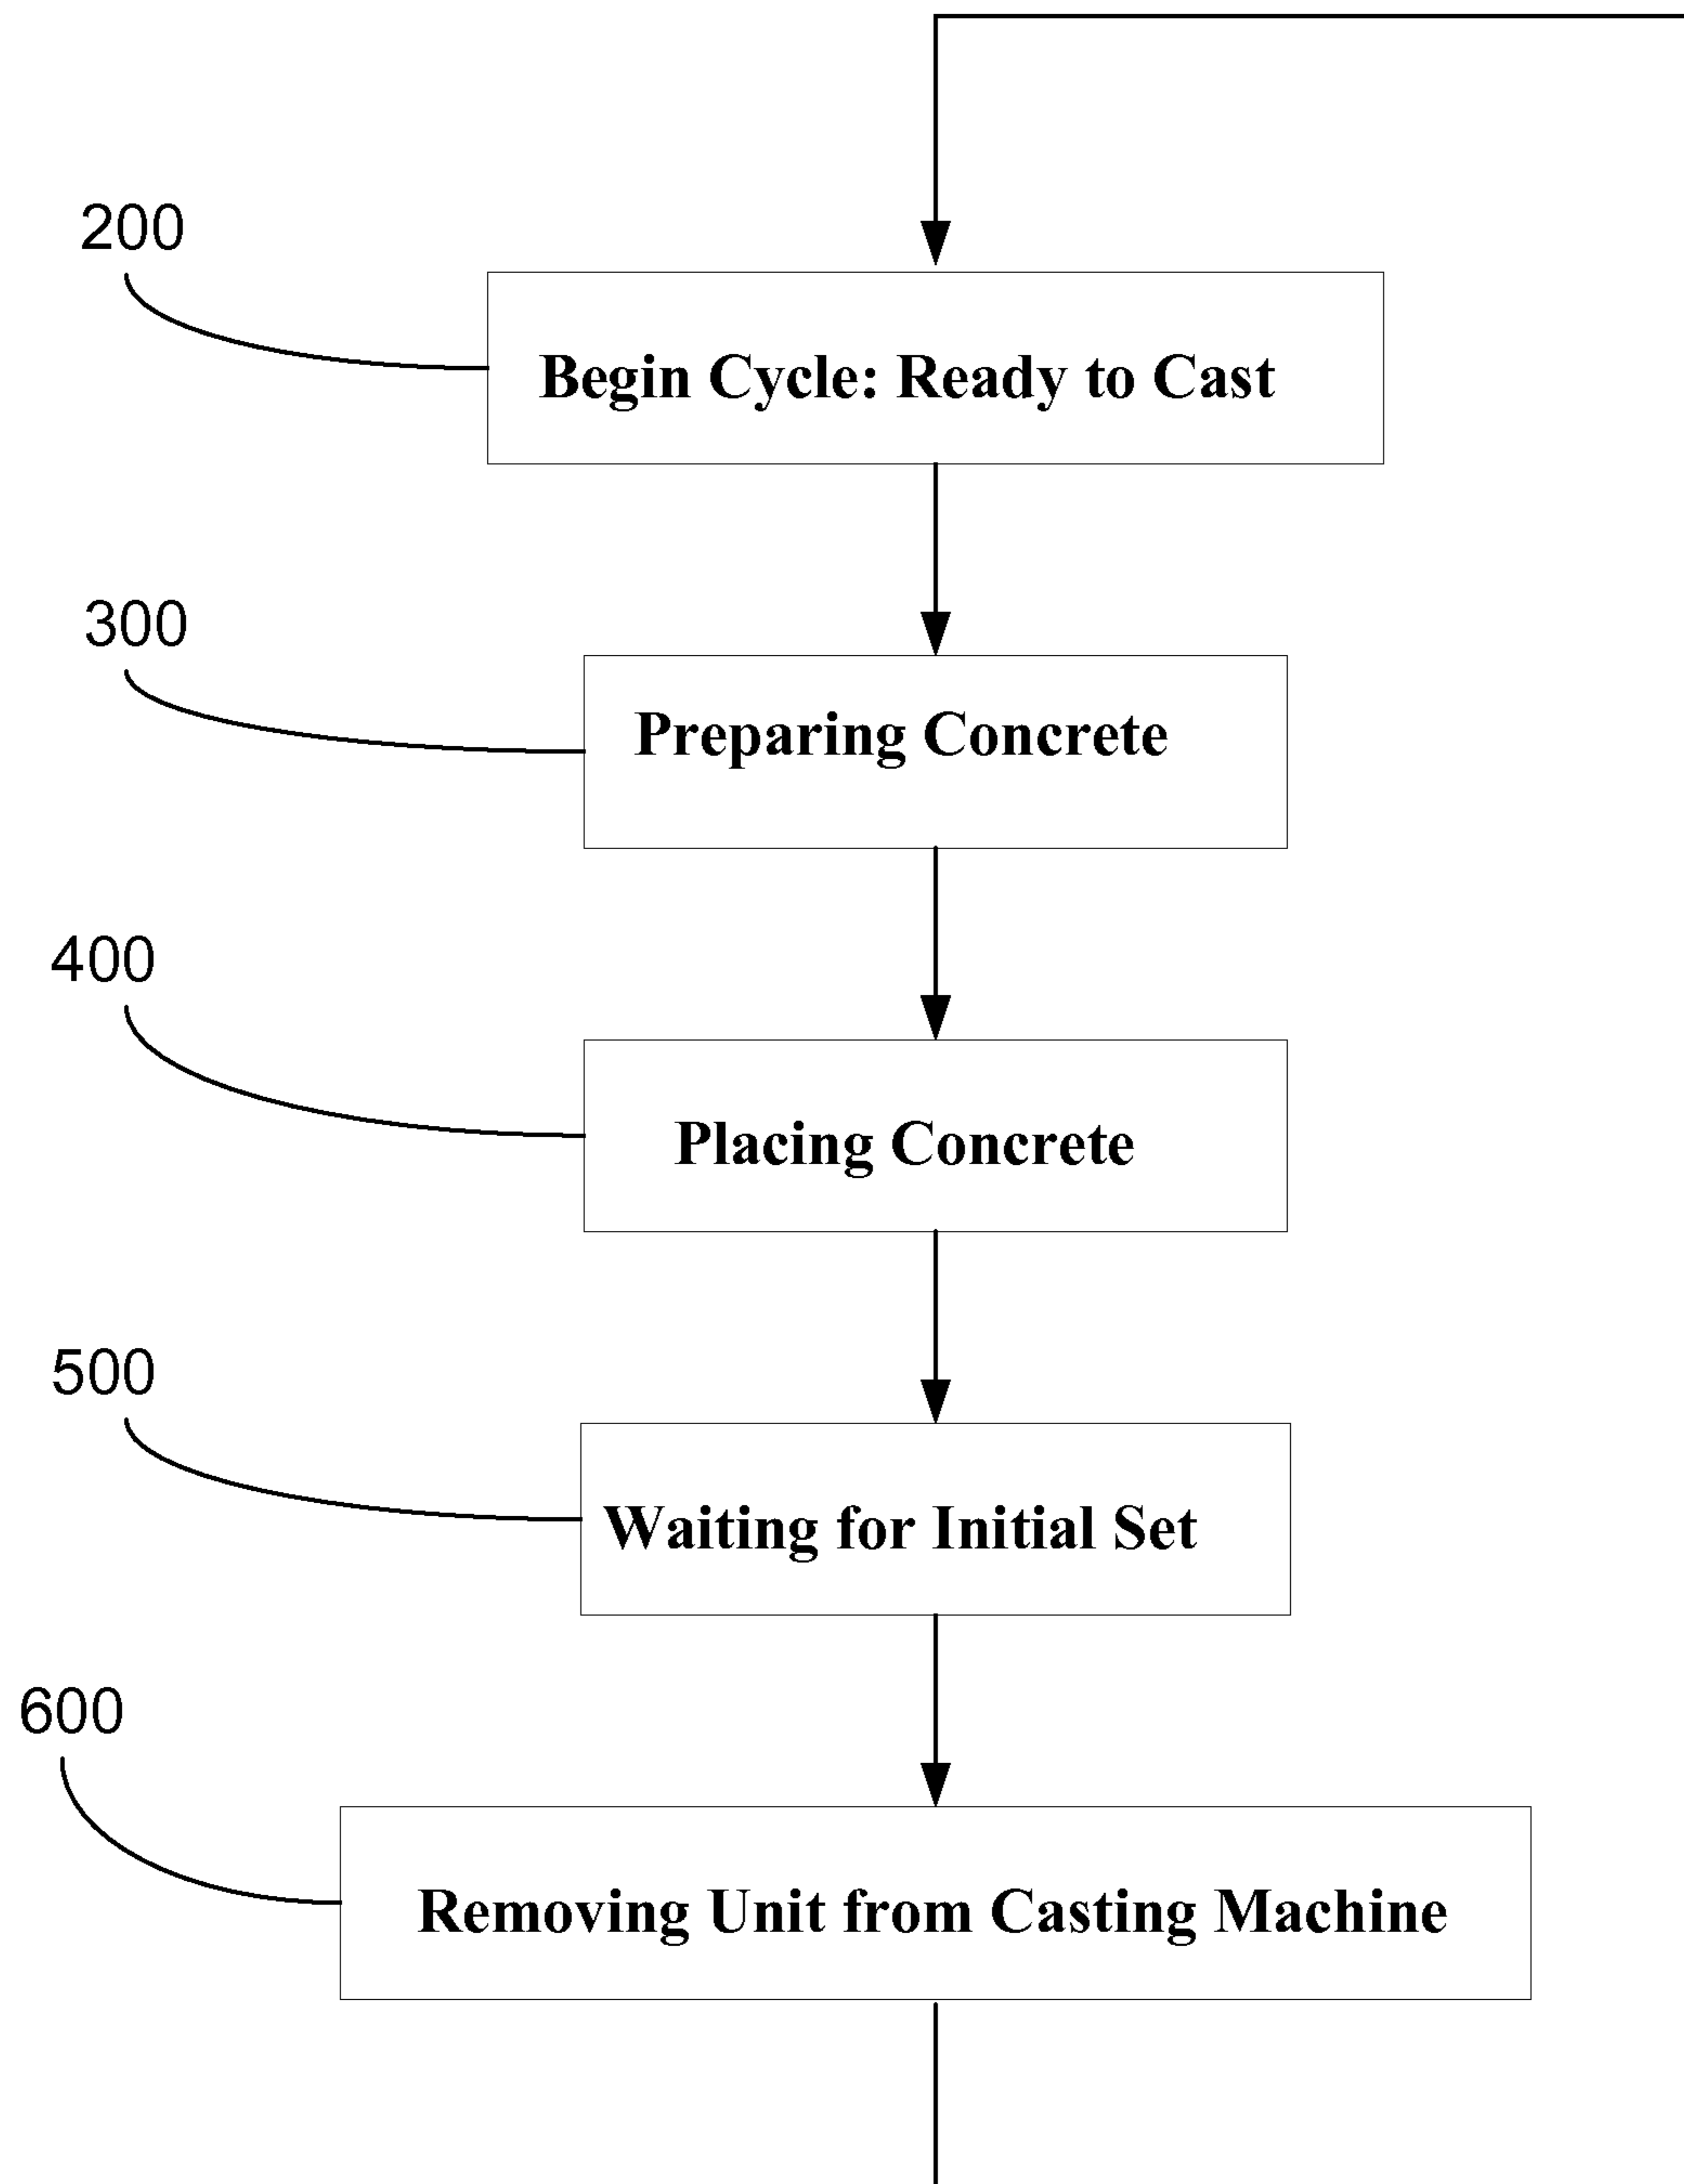 200
Begin Cycle: Ready to Cast
300
Preparing Concrete
400
Placing Concrete
500
Waiting for Initial Set
600
Removing Unit from Casting Machine